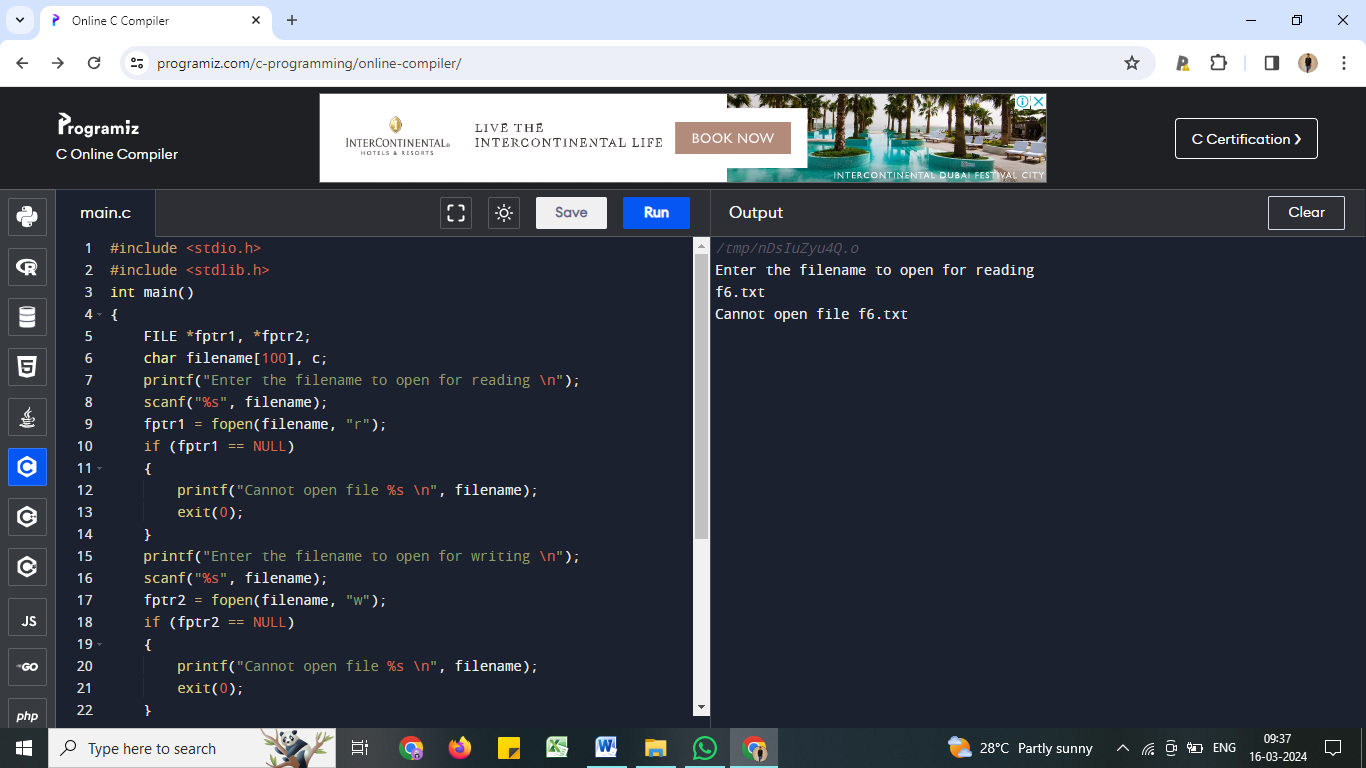 Online C Compiler
programiz.com/c-programming/online-compiler/
Programiz
C Online Compiler
INTERCONTINENTAL®
HOTELS & RESORTS
LIVE THE
INTERCONTINENTAL LIFE
BOOK NOW
INTERCONTINENTAL DUBAI FESTIVAL CITY
C Certification ❯
main.c
Save
Run
Output
Clear
1 #include <stdio.h>
2 #include <stdlib.h>
3 int main()
4 {
5     FILE *fptr1, *fptr2;
6     char filename[100], c;
7     printf("Enter the filename to open for reading \n");
8     scanf("%s", filename);
9     fptr1 = fopen(filename, "r");
10     if (fptr1 == NULL)
11     {
12         printf("Cannot open file %s \n", filename);
13         exit(0);
14     }
15     printf("Enter the filename to open for writing \n");
16     scanf("%s", filename);
17     fptr2 = fopen(filename, "w");
18     if (fptr2 == NULL)
19     {
20         printf("Cannot open file %s \n", filename);
21         exit(0);
22     }
/tmp/nDsIuZyu4Q.o
Enter the filename to open for reading
f6.txt
Cannot open file f6.txt
JS
GO
php
Type here to search
28°C Partly sunny
ENG
09:37
16-03-2024